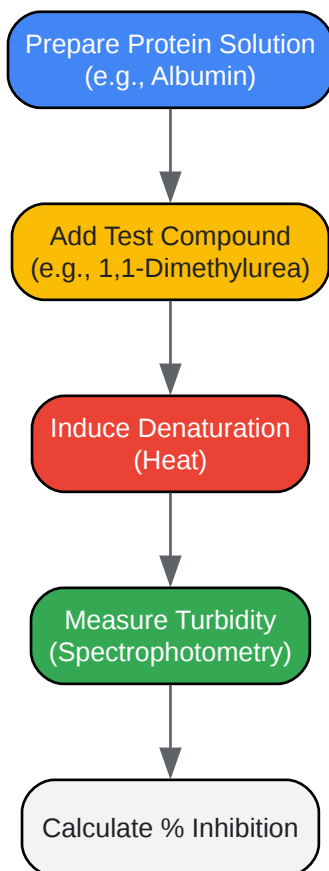 Prepare Protein Solution
(e.g., Albumin)
Add Test Compound
(e.g., 1,1-Dimethylurea)
Induce Denaturation
(Heat)
Measure Turbidity
(Spectrophotometry)
Calculate % Inhibition